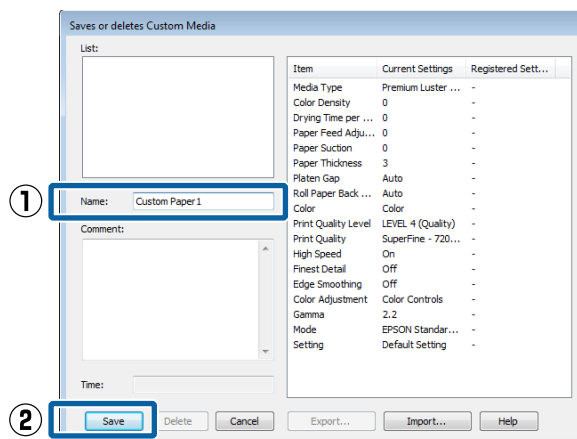 Saves or deletes Custom Media
List:
Item Current Settings Registered Sett...
Media Type Premium Luster ... -
Color Density 0 -
Drying Time per ... 0 -
Paper Feed Adju... 0 -
Paper Suction 0 -
Paper Thickness 3 -
Platen Gap Auto -
Roll Paper Back ... Auto -
Color Color -
Print Quality Level LEVEL 4 (Quality) -
Print Quality SuperFine - 720... -
High Speed On -
Finest Detail Off -
Edge Smoothing Off -
Color Adjustment Color Controls -
Gamma 2.2 -
Mode EPSON Standar... -
Setting Default Setting -
① Name: Custom Paper1
Comment:
Time:
② Save Delete Cancel Export... Import... Help